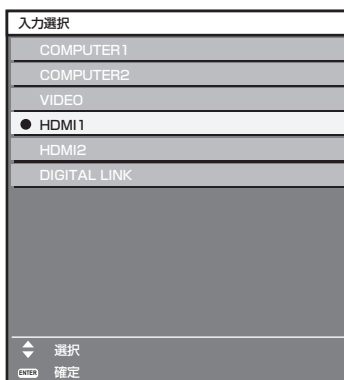 入力選択
COMPUTER1
COMPUTER2
VIDEO
HDMI1
HDMI2
DIGITAL LINK
選択
ENTER 確定